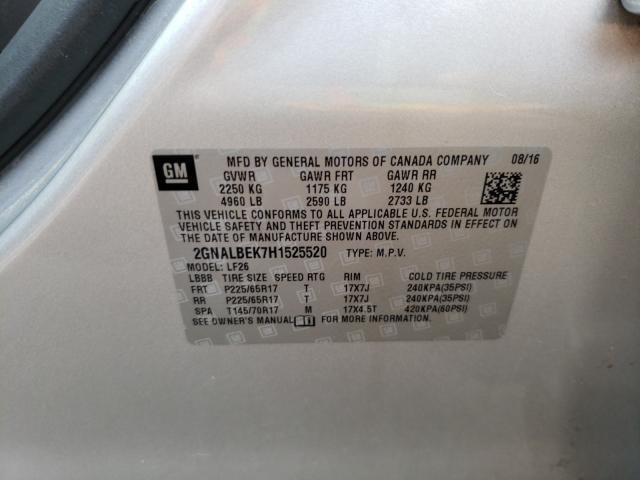 GM MFD BY GENERAL MOTORS OF CANADA COMPANY 08/16
GVWR GAWR FRT GAWR RR
2250 KG 1175 KG 1240 KG
4960 LB 2590 LB 2733 LB
THIS VEHICLE CONFORMS TO ALL APPLICABLE U.S. FEDERAL MOTOR
VEHICLE SAFETY AND THEFT PREVENTION STANDARDS IN EFFECT ON
THE DATE OF MANUFACTURE SHOWN ABOVE.
2GNALBEK7H1525520 TYPE: M.P.V.
MODEL: LF26
LBBB TIRE SIZE SPEED RTG RIM COLD TIRE PRESSURE
FRT P225/65R17 T 17X7J 240KPA(35PSI)
RR P225/65R17 T 17X7J 240KPA(35PSI)
SPA T145/70R17 M 17X4.5T 420KPA(60PSI)
SEE OWNER'S MANUAL FOR MORE INFORMATION.